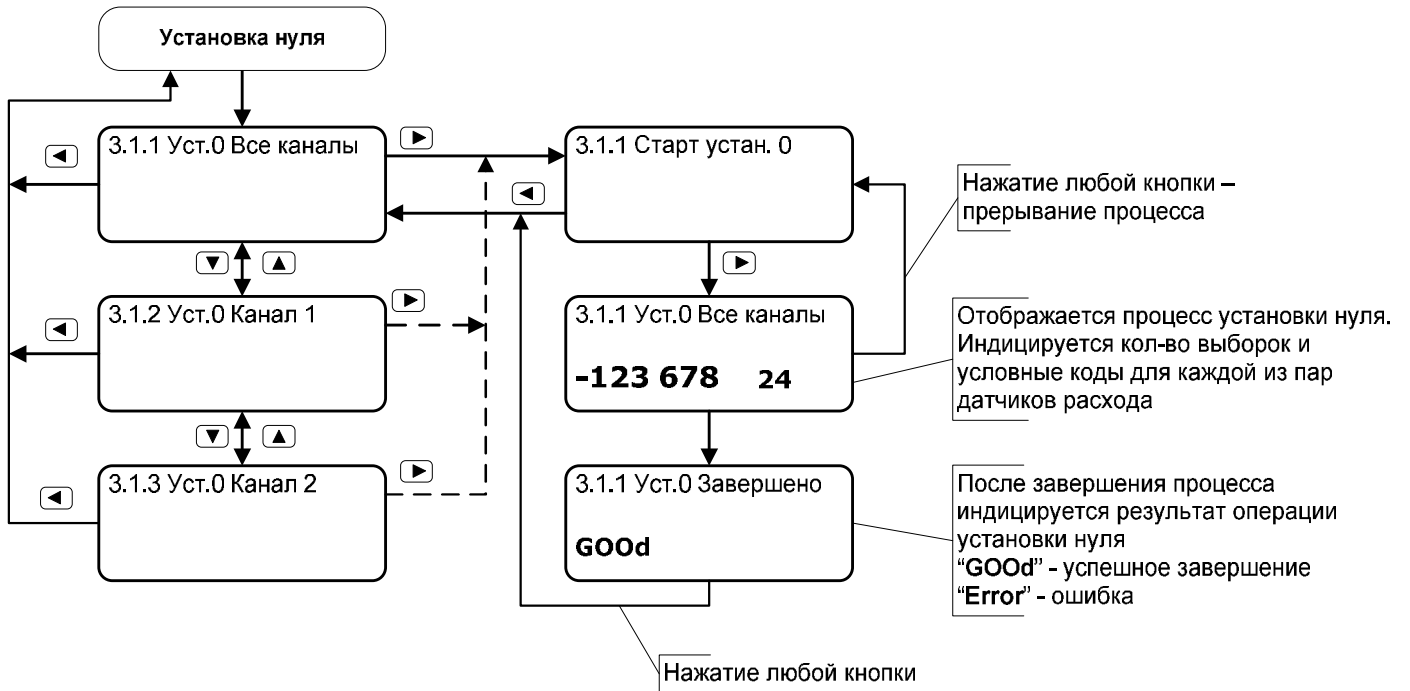 Установка нуля
3.1.1 Уст.0 Все каналы
3.1.2 Уст.0 Канал 1
3.1.3 Уст.0 Канал 2
3.1.1 Старт устан. 0
3.1.1 Уст.0 Все каналы
-123 678 24
3.1.1 Уст.0 Завершено
GOOd
Нажатие любой кнопки –
прерывание процесса
Отображается процесс установки нуля.
Индицируется кол-во выборок и
условные коды для каждой из пар
датчиков расхода
После завершения процесса
индицируется результат операции
установки нуля
“GOOd” - успешное завершение
“Error” - ошибка
Нажатие любой кнопки